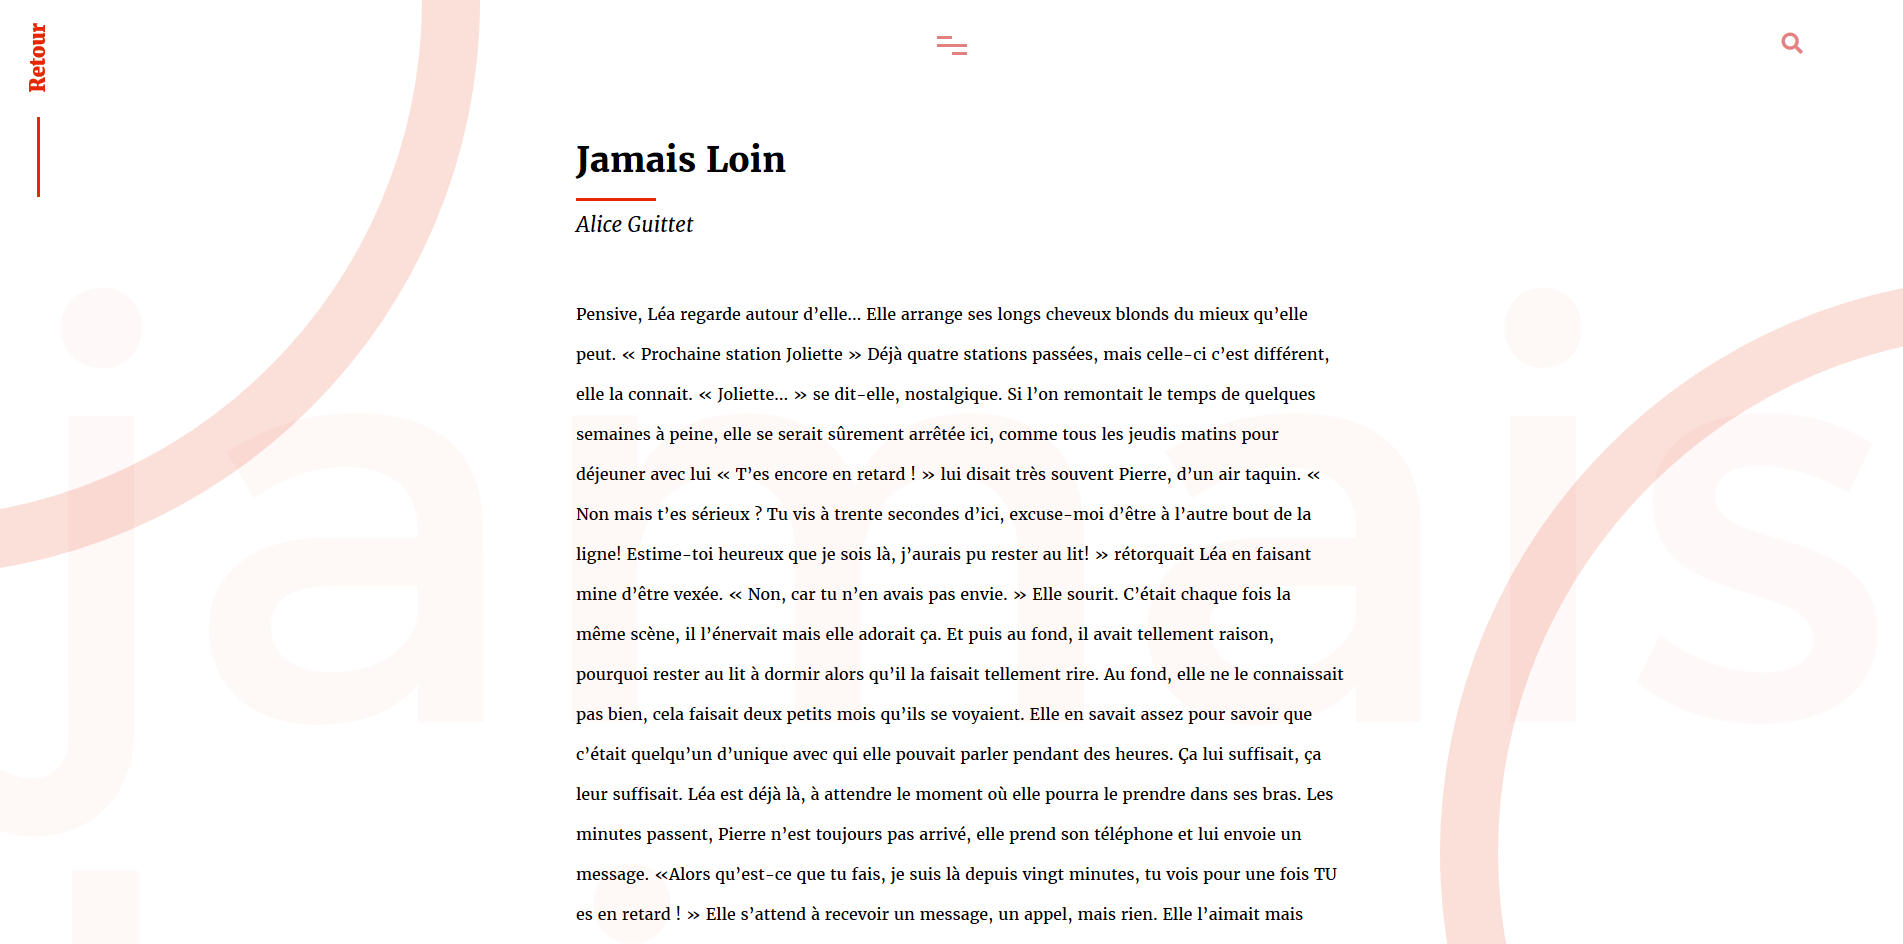 Retour
Jamais Loin
Alice Guittet
Pensive, Léa regarde autour d’elle... Elle arrange ses longs cheveux blonds du mieux qu’elle
peut. « Prochaine station Joliette » Déjà quatre stations passées, mais celle-ci c’est différent,
elle la connait. « Joliette... » se dit-elle, nostalgique. Si l’on remontait le temps de quelques
semaines à peine, elle se serait sûrement arrêtée ici, comme tous les jeudis matins pour
déjeuner avec lui « T’es encore en retard ! » lui disait très souvent Pierre, d’un air taquin. «
Non mais t’es sérieux ? Tu vis à trente secondes d’ici, excuse-moi d’être à l’autre bout de la
ligne! Estime-toi heureux que je sois là, j’aurais pu rester au lit! » rétorquait Léa en faisant
mine d’être vexée. « Non, car tu n’en avais pas envie. » Elle sourit. C’était chaque fois la
même scène, il l’énervait mais elle adorait ça. Et puis au fond, il avait tellement raison,
pourquoi rester au lit à dormir alors qu’il la faisait tellement rire. Au fond, elle ne le connaissait
pas bien, cela faisait deux petits mois qu’ils se voyaient. Elle en savait assez pour savoir que
c’était quelqu’un d’unique avec qui elle pouvait parler pendant des heures. Ça lui suffisait, ça
leur suffisait. Léa est déjà là, à attendre le moment où elle pourra le prendre dans ses bras. Les
minutes passent, Pierre n’est toujours pas arrivé, elle prend son téléphone et lui envoie un
message. «Alors qu’est-ce que tu fais, je suis là depuis vingt minutes, tu vois pour une fois TU
es en retard ! » Elle s’attend à recevoir un message, un appel, mais rien. Elle l’aimait mais
jamais